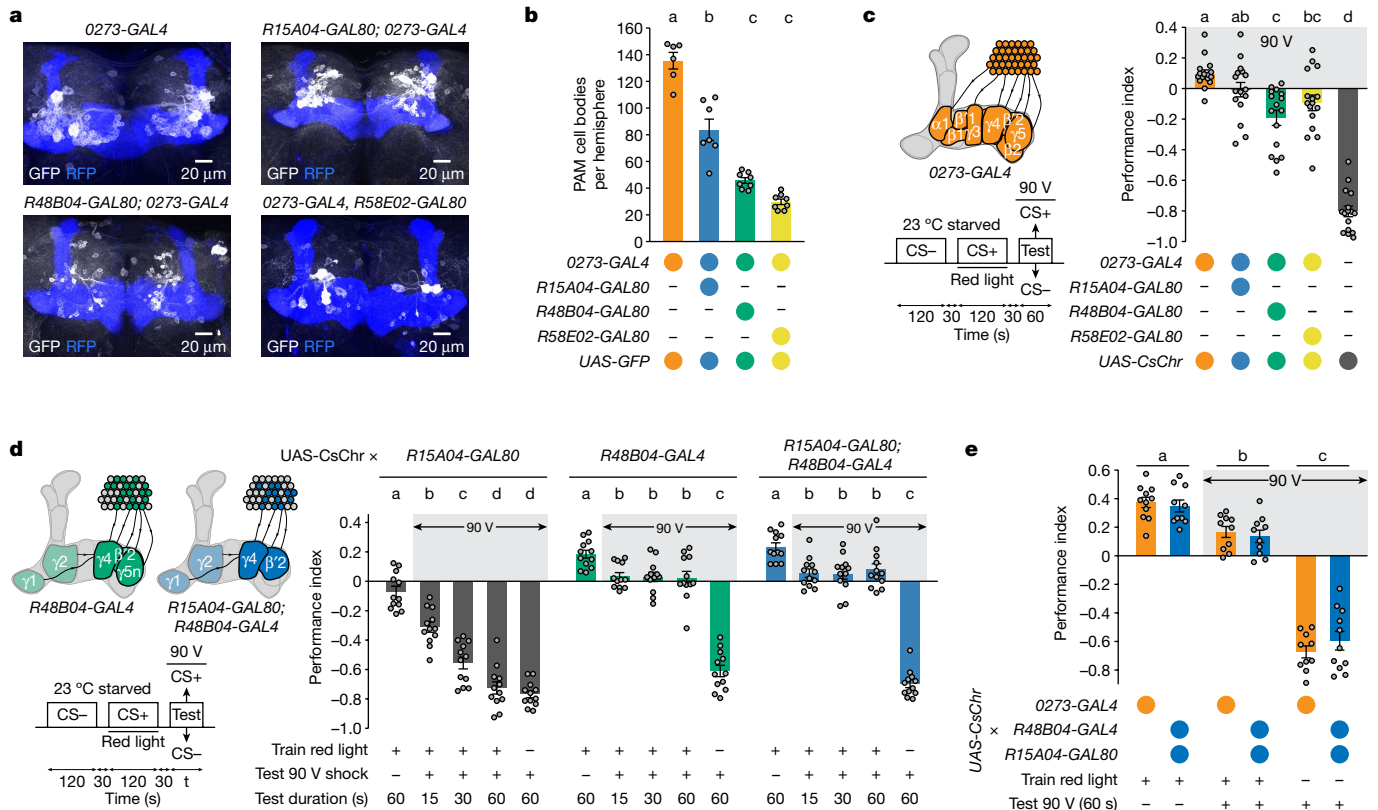 a
0273-GAL4
R15A04-GAL80; 0273-GAL4
GFP RFP
20 µm
GFP RFP
20 µm
R48B04-GAL80; 0273-GAL4
0273-GAL4, R58E02-GAL80
GFP RFP
20 µm
GFP RFP
20 µm
b
a b c c
PAM cell bodies
per hemisphere
160
140
120
100
80
60
40
20
0
0273-GAL4
R15A04-GAL80 – – –
R48B04-GAL80 – – –
R58E02-GAL80 – – –
UAS-GFP
c
α1 β′1 β1 γ3 γ4 β′2 γ5 β2
0273-GAL4
90 V
23 °C starved
CS+
CS– CS+ Test
Red light
CS–
120 30 120 30 60
Time (s)
a ab c bc d
90 V
Performance index
0.4
0.2
0
–0.2
–0.4
–0.6
–0.8
–1.0
0273-GAL4 –
R15A04-GAL80 – – – –
R48B04-GAL80 – – – –
R58E02-GAL80 – – – –
UAS-CsChr
d
γ1 γ2 γ4 β′2 γ5n
R48B04-GAL4
γ1 γ2 γ4 β′2
R15A04-GAL80;
R48B04-GAL4
90 V
23 °C starved
CS+
CS– CS+ Test
Red light
CS–
120 30 120 30 t
Time (s)
UAS-CsChr ×
R15A04-GAL80
R48B04-GAL4
R15A04-GAL80;
R48B04-GAL4
a b c d d a b b b c a b b b c
90 V
90 V
90 V
Performance index
0.4
0.2
0
–0.2
–0.4
–0.6
–0.8
–1.0
Train red light + + + + – + + + + – + + + + –
Test 90 V shock – + + + + – + + + + – + + + +
Test duration (s) 60 15 30 60 60 60 15 30 60 60 60 15 30 60 60
e
a b c
90 V
Performance index
0.6
0.4
0.2
0
–0.2
–0.4
–0.6
–0.8
UAS-CsChr
×
0273-GAL4
R48B04-GAL4
R15A04-GAL80
Train red light + + + + – –
Test 90 V (60 s) – – + + + +